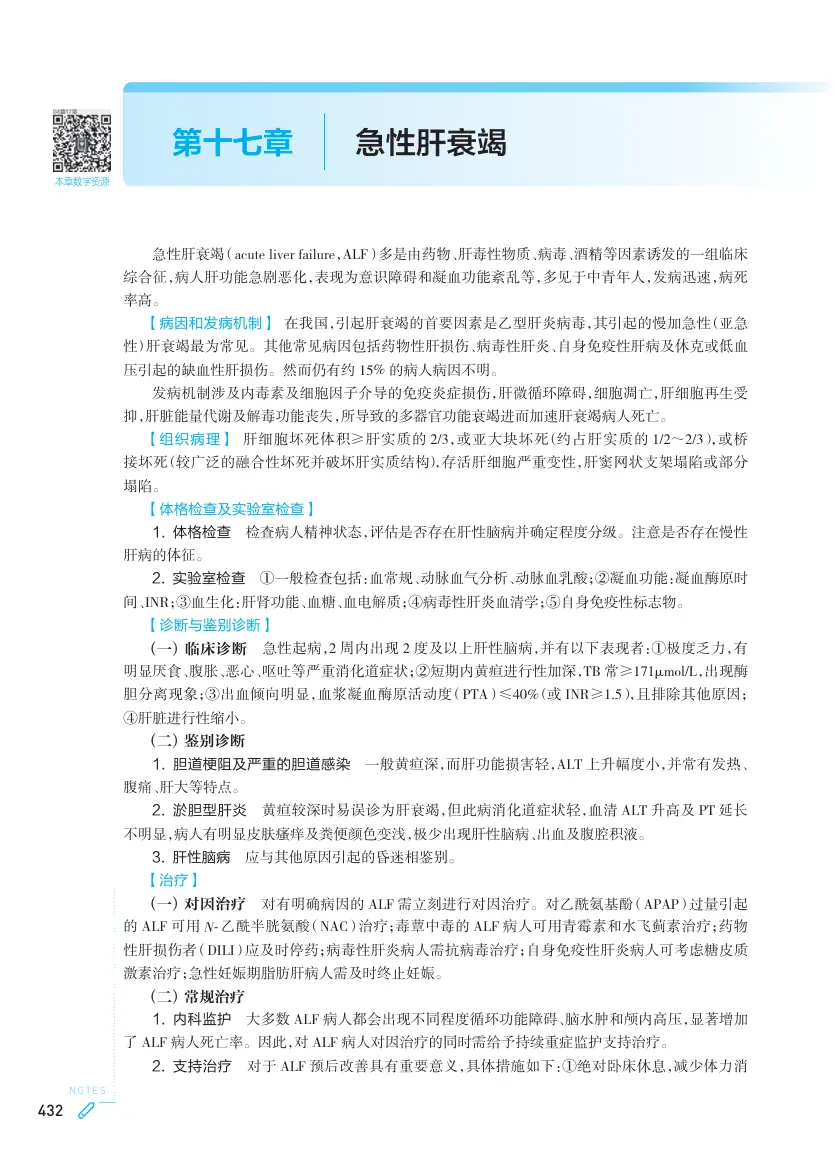 04篇17章
本章数字资源
第十七章
急性肝衰竭
急性肝衰竭（acute liver failure，ALF）多是由药物、肝毒性物质、病毒、酒精等因素诱发的一组临床
综合征，病人肝功能急剧恶化，表现为意识障碍和凝血功能紊乱等，多见于中青年人，发病迅速，病死
率高。
【病因和发病机制】 在我国，引起肝衰竭的首要因素是乙型肝炎病毒，其引起的慢加急性（亚急
性）肝衰竭最为常见。其他常见病因包括药物性肝损伤、病毒性肝炎、自身免疫性肝病及休克或低血
压引起的缺血性肝损伤。然而仍有约 15% 的病人病因不明。
发病机制涉及内毒素及细胞因子介导的免疫炎症损伤，肝微循环障碍，细胞凋亡，肝细胞再生受
抑，肝脏能量代谢及解毒功能丧失，所导致的多器官功能衰竭进而加速肝衰竭病人死亡。
【组织病理】 肝细胞坏死体积≥肝实质的 2/3，或亚大块坏死（约占肝实质的 1/2～2/3），或桥
接坏死（较广泛的融合性坏死并破坏肝实质结构），存活肝细胞严重变性，肝窦网状支架塌陷或部分
塌陷。
【体格检查及实验室检查】
1. 体格检查 检查病人精神状态，评估是否存在肝性脑病并确定程度分级。注意是否存在慢性
肝病的体征。
2. 实验室检查 ①一般检查包括：血常规、动脉血气分析、动脉血乳酸；②凝血功能：凝血酶原时
间、INR；③血生化：肝肾功能、血糖、血电解质；④病毒性肝炎血清学；⑤自身免疫性标志物。
【诊断与鉴别诊断】
（一）临床诊断 急性起病，2 周内出现 2 度及以上肝性脑病，并有以下表现者：①极度乏力，有
明显厌食、腹胀、恶心、呕吐等严重消化道症状；②短期内黄疸进行性加深，TB 常≥171μmol/L，出现酶
胆分离现象；③出血倾向明显，血浆凝血酶原活动度（PTA）≤40%（或 INR≥1.5），且排除其他原因；
④肝脏进行性缩小。
（二）鉴别诊断
1. 胆道梗阻及严重的胆道感染 一般黄疸深，而肝功能损害轻，ALT 上升幅度小，并常有发热、
腹痛、肝大等特点。
2. 淤胆型肝炎 黄疸较深时易误诊为肝衰竭，但此病消化道症状轻，血清 ALT 升高及 PT 延长
不明显，病人有明显皮肤瘙痒及粪便颜色变浅，极少出现肝性脑病、出血及腹腔积液。
3. 肝性脑病 应与其他原因引起的昏迷相鉴别。
【治疗】
（一）对因治疗 对有明确病因的 ALF 需立刻进行对因治疗。对乙酰氨基酚（APAP）过量引起
的 ALF 可用 N- 乙酰半胱氨酸（NAC）治疗；毒蕈中毒的 ALF 病人可用青霉素和水飞蓟素治疗；药物
性肝损伤者（DILI）应及时停药；病毒性肝炎病人需抗病毒治疗；自身免疫性肝炎病人可考虑糖皮质
激素治疗；急性妊娠期脂肪肝病人需及时终止妊娠。
（二）常规治疗
1. 内科监护 大多数 ALF 病人都会出现不同程度循环功能障碍、脑水肿和颅内高压，显著增加
了 ALF 病人死亡率。因此，对 ALF 病人对因治疗的同时需给予持续重症监护支持治疗。
2. 支持治疗 对于 ALF 预后改善具有重要意义，具体措施如下：①绝对卧床休息，减少体力消
NOTES
432